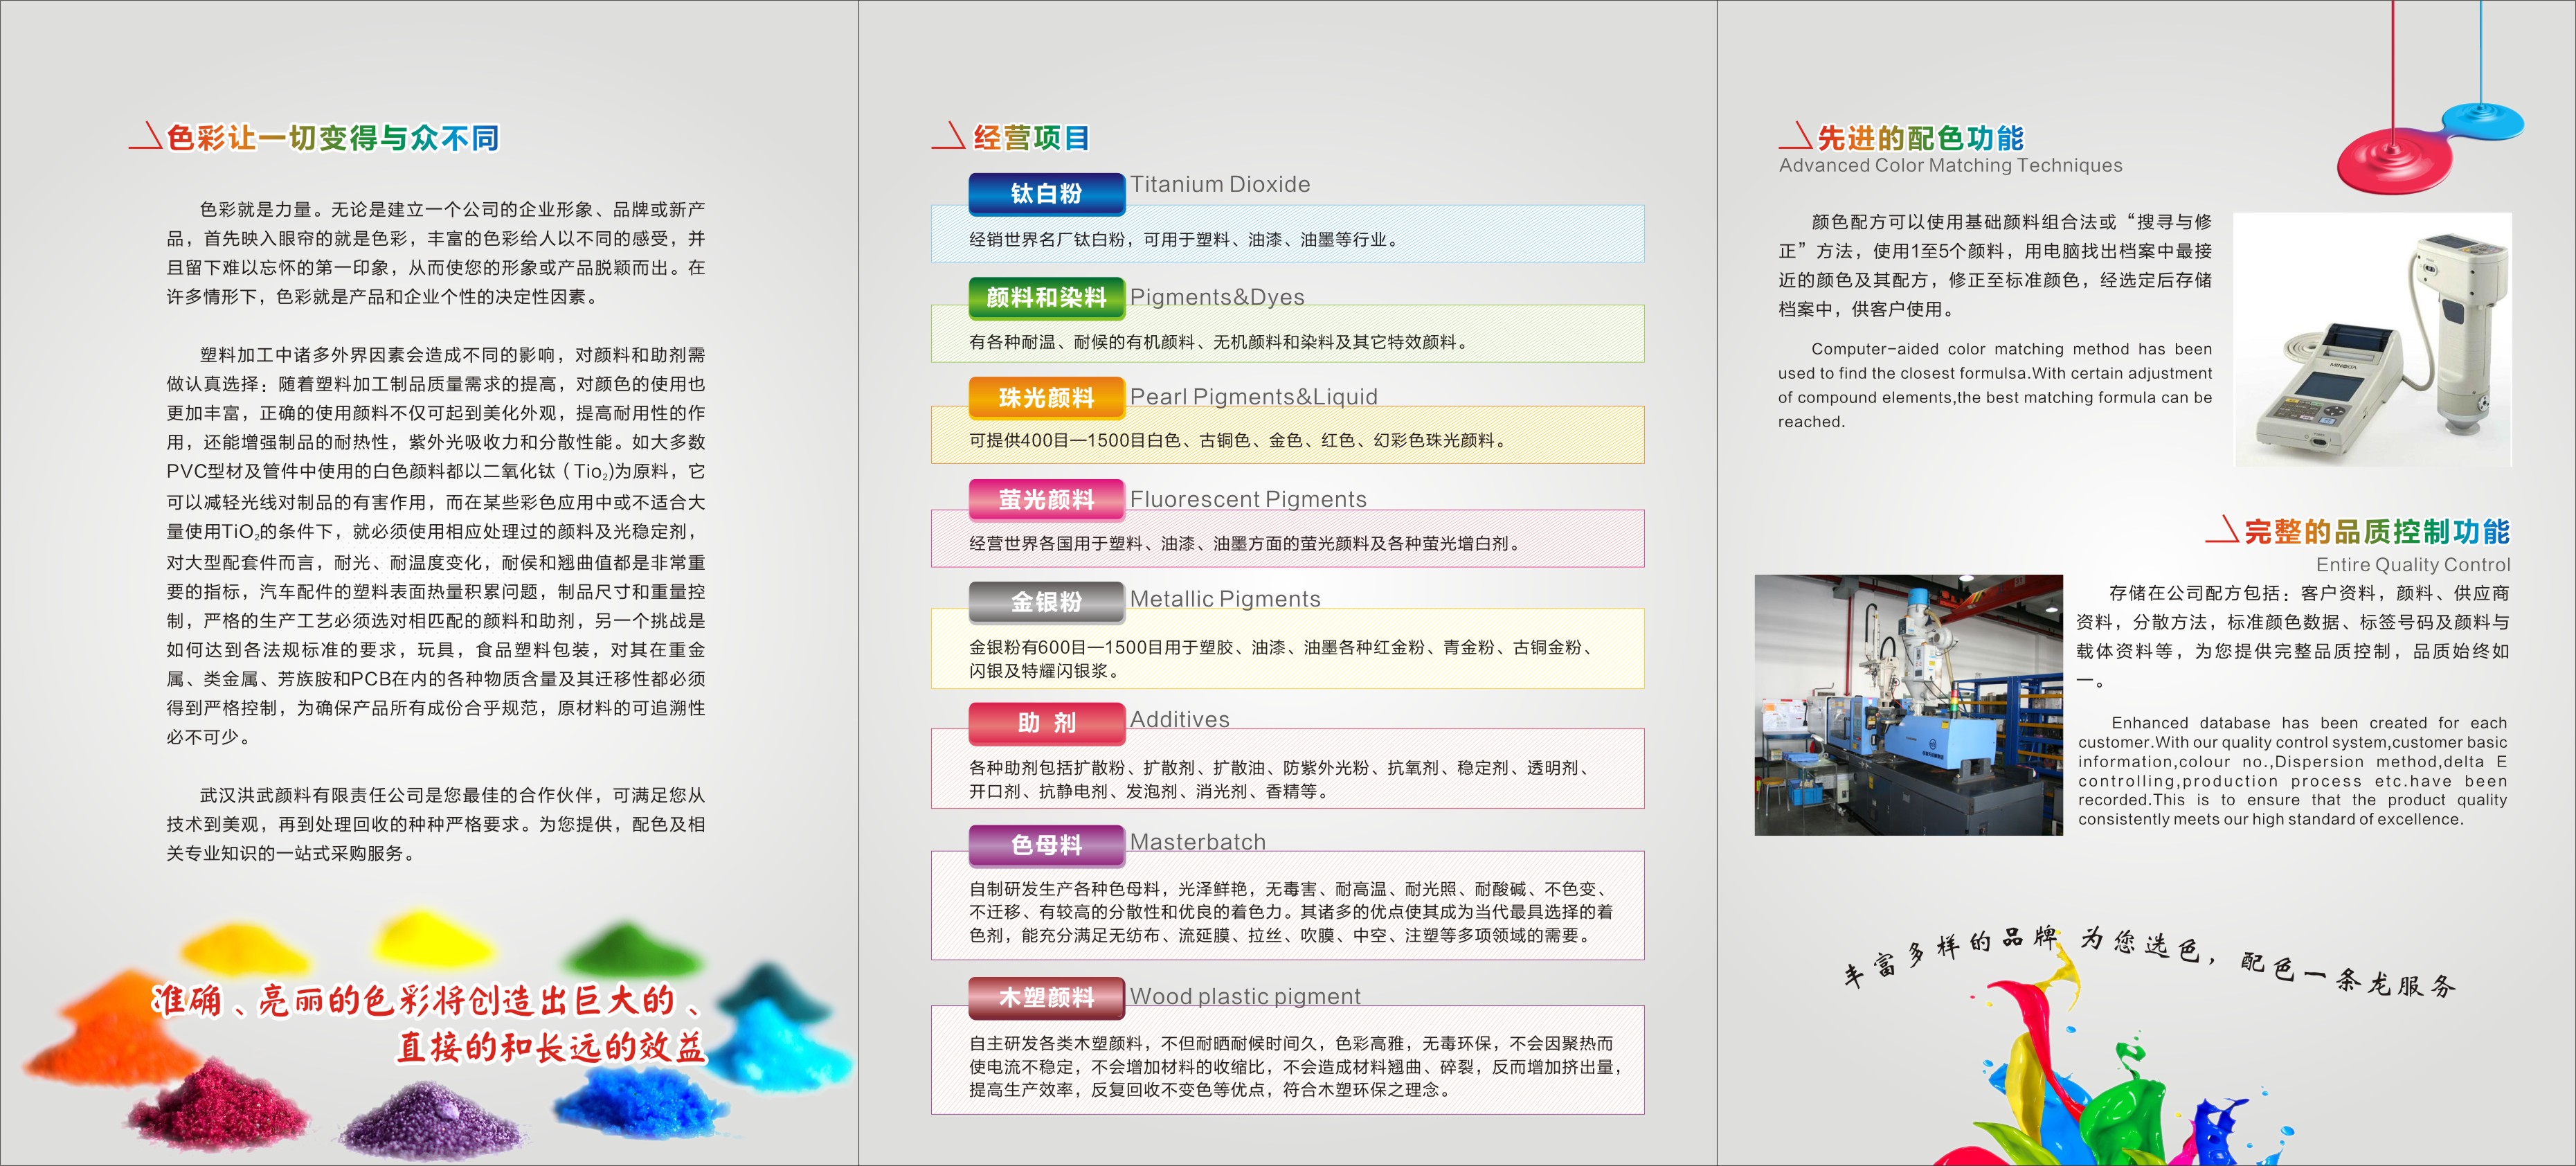 色彩让一切变得与众不同
色彩就是力量。无论是建立一个公司的企业形象、品牌或新产
品，首先映入眼帘的就是色彩，丰富的色彩给人以不同的感受，并
且留下难以忘怀的第一印象，从而使您的形象或产品脱颖而出。在
许多情形下，色彩就是产品和企业个性的决定性因素。
塑料加工中诸多外界因素会造成不同的影响，对颜料和助剂需
做认真选择：随着塑料加工制品质量需求的提高，对颜色的使用也
更加丰富，正确的使用颜料不仅可起到美化外观，提高耐用性的作
用，还能增强制品的耐热性，紫外光吸收力和分散性能。如大多数
PVC型材及管件中使用的白色颜料都以二氧化钛（Tio₂)为原料，它
可以减轻光线对制品的有害作用，而在某些彩色应用中或不适合大
量使用TiO₂的条件下，就必须使用相应处理过的颜料及光稳定剂，
对大型配套件而言，耐光、耐温度变化，耐侯和翘曲值都是非常重
要的指标，汽车配件的塑料表面热量积累问题，制品尺寸和重量控
制，严格的生产工艺必须选对相匹配的颜料和助剂，另一个挑战是
如何达到各法规标准的要求，玩具，食品塑料包装，对其在重金
属、类金属、芳族胺和PCB在内的各种物质含量及其迁移性都必须
得到严格控制，为确保产品所有成份合乎规范，原材料的可追溯性
必不可少。
武汉洪武颜料有限责任公司是您最佳的合作伙伴，可满足您从
技术到美观，再到处理回收的种种严格要求。为您提供，配色及相
关专业知识的一站式采购服务。
准确、亮丽的色彩将创造出巨大的、
直接的和长远的效益
经营项目
钛白粉 Titanium Dioxide
经销世界名厂钛白粉，可用于塑料、油漆、油墨等行业。
颜料和染料 Pigments&Dyes
有各种耐温、耐候的有机颜料、无机颜料和染料及其它特效颜料。
珠光颜料 Pearl Pigments&Liquid
可提供400目—1500目白色、古铜色、金色、红色、幻彩色珠光颜料。
萤光颜料 Fluorescent Pigments
经营世界各国用于塑料、油漆、油墨方面的萤光颜料及各种萤光增白剂。
金银粉 Metallic Pigments
金银粉有600目—1500目用于塑胶、油漆、油墨各种红金粉、青金粉、古铜金粉、
闪银及特耀闪银浆。
助 剂 Additives
各种助剂包括扩散粉、扩散剂、扩散油、防紫外光粉、抗氧剂、稳定剂、透明剂、
开口剂、抗静电剂、发泡剂、消光剂、香精等。
色母料 Masterbatch
自制研发生产各种色母料，光泽鲜艳，无毒害、耐高温、耐光照、耐酸碱、不色变、
不迁移、有较高的分散性和优良的着色力。其诸多的优点使其成为当代最具选择的着
色剂，能充分满足无纺布、流延膜、拉丝、吹膜、中空、注塑等多项领域的需要。
木塑颜料 Wood plastic pigment
自主研发各类木塑颜料，不但耐晒耐候时间久，色彩高雅，无毒环保，不会因聚热而
使电流不稳定，不会增加材料的收缩比，不会造成材料翘曲、碎裂，反而增加挤出量，
提高生产效率，反复回收不变色等优点，符合木塑环保之理念。
先进的配色功能
Advanced Color Matching Techniques
颜色配方可以使用基础颜料组合法或“搜寻与修
正”方法，使用1至5个颜料，用电脑找出档案中最接
近的颜色及其配方，修正至标准颜色，经选定后存储
档案中，供客户使用。
Computer-aided color matching method has been
used to find the closest formulsa.With certain adjustment
of compound elements,the best matching formula can be
reached.
MINOLTA
完整的品质控制功能
Entire Quality Control
存储在公司配方包括：客户资料，颜料、供应商
资料，分散方法，标准颜色数据、标签号码及颜料与
载体资料等，为您提供完整品质控制，品质始终如
一。
Enhanced database has been created for each
customer.With our quality control system,customer basic
information,colour no.,Dispersion method,delta E
controlling,production process etc.have been
recorded.This is to ensure that the product quality
consistently meets our high standard of excellence.
丰富多样的品牌 为您选色，配色一条龙服务